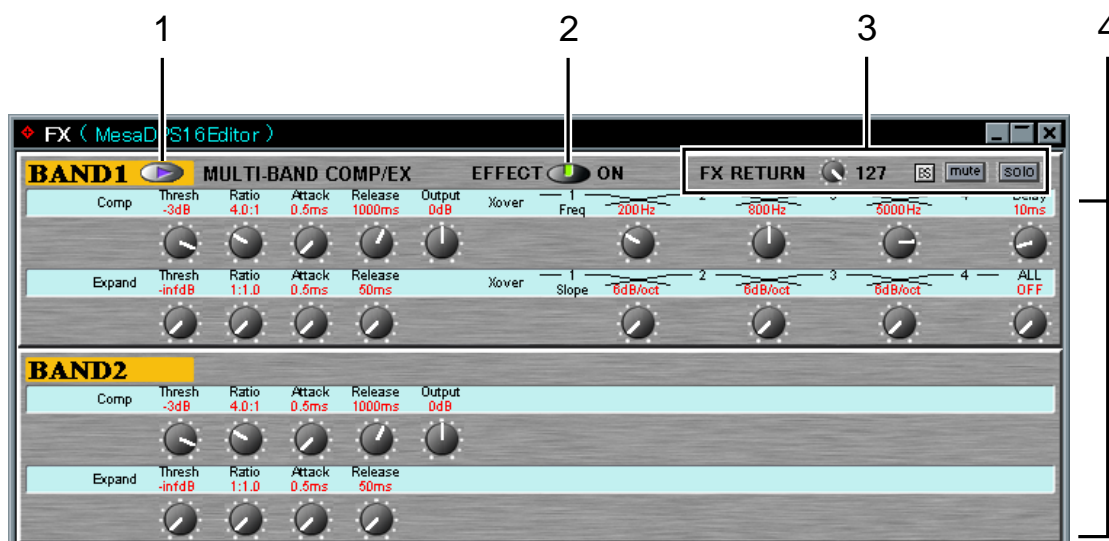 1 2 3 4
FX ( MesaDPS16Editor )
BAND1 MULTI-BAND COMP/EX EFFECT ON FX RETURN 127 BS mute solo
Comp Thresh Ratio Attack Release Output Xover 1 2 3 4 Delay
-3dB 4.0:1 0.5ms 1000ms 0dB Freq 200Hz 800Hz 5000Hz 10ms
Expand Thresh Ratio Attack Release Xover 1 2 3 4 ALL
-infdB 1:1.0 0.5ms 50ms Slope 6dB/oct 6dB/oct 6dB/oct OFF
BAND2
Comp Thresh Ratio Attack Release Output
-3dB 4.0:1 0.5ms 1000ms 0dB
Expand Thresh Ratio Attack Release
-infdB 1:1.0 0.5ms 50ms